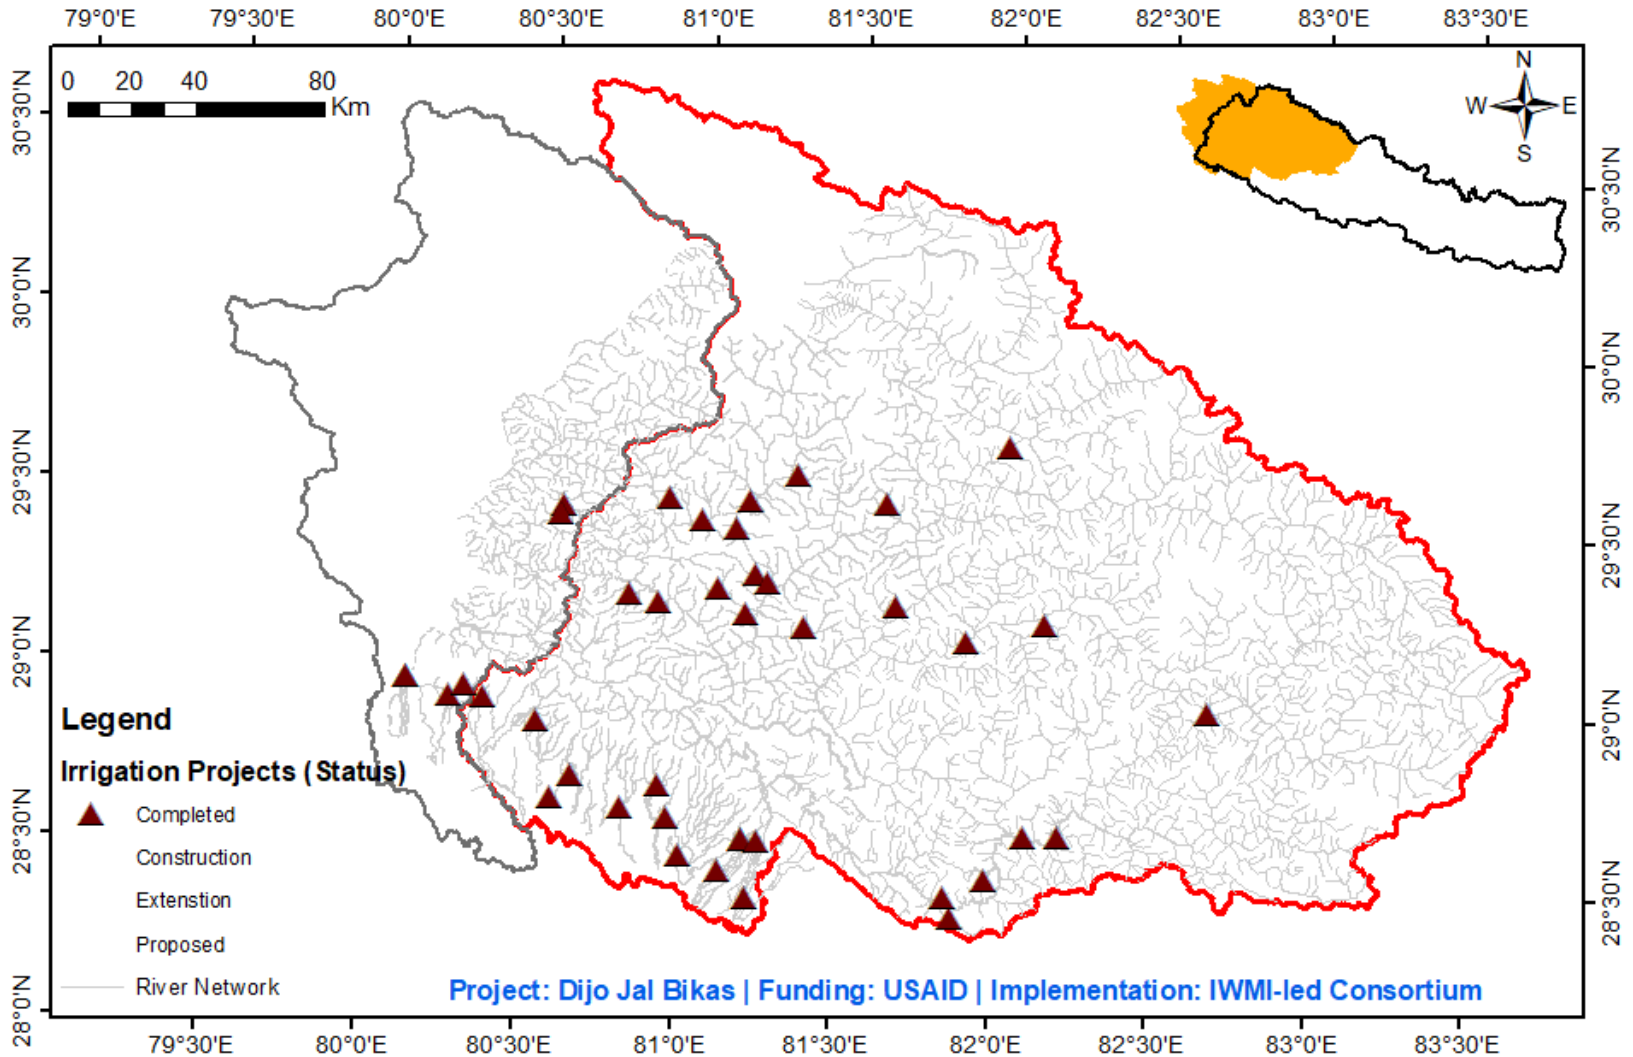 79°0'E 79°30'E 80°0'E 80°30'E 81°0'E 81°30'E 82°0'E 82°30'E 83°0'E 83°30'E
0 20 40 80
Km
N
W E
S
30°30'N
30°0'N
29°30'N
29°0'N
28°30'N
28°0'N
30°30'N
30°0'N
29°30'N
29°0'N
28°30'N
Legend
Irrigation Projects (Status)
Completed
Construction
Extenstion
Proposed
River Network
Project: Dijo Jal Bikas | Funding: USAID | Implementation: IWMI-led Consortium
79°30'E 80°0'E 80°30'E 81°0'E 81°30'E 82°0'E 82°30'E 83°0'E 83°30'E